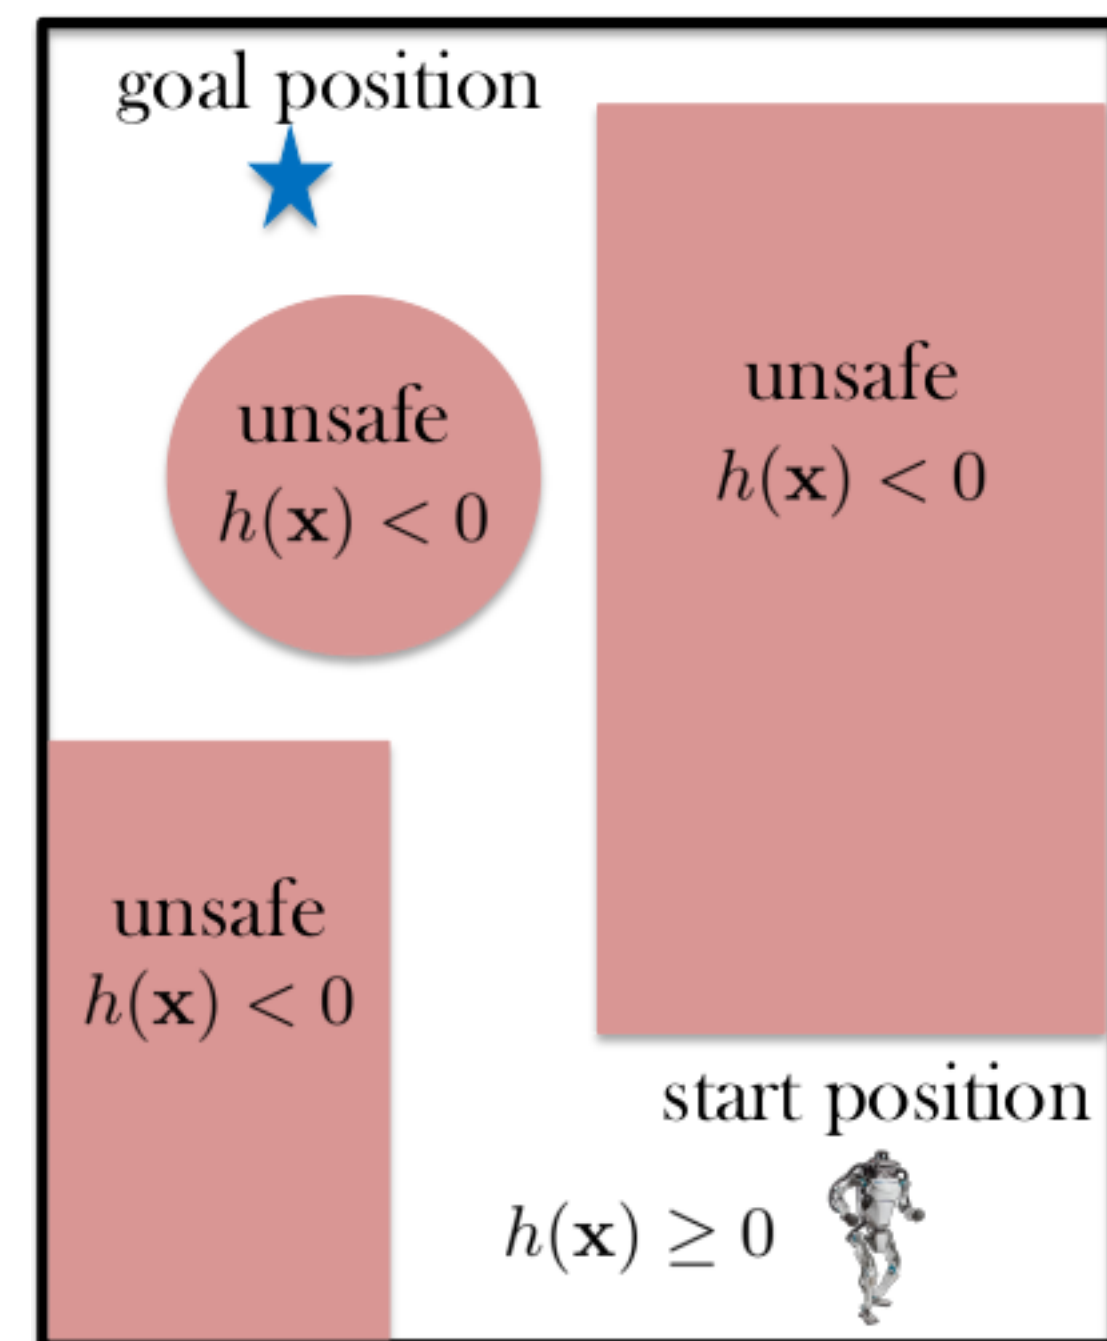 goal position
unsafe
h(x) < 0
unsafe
h(x) < 0
unsafe
h(x) < 0
start position
h(x) ≥ 0